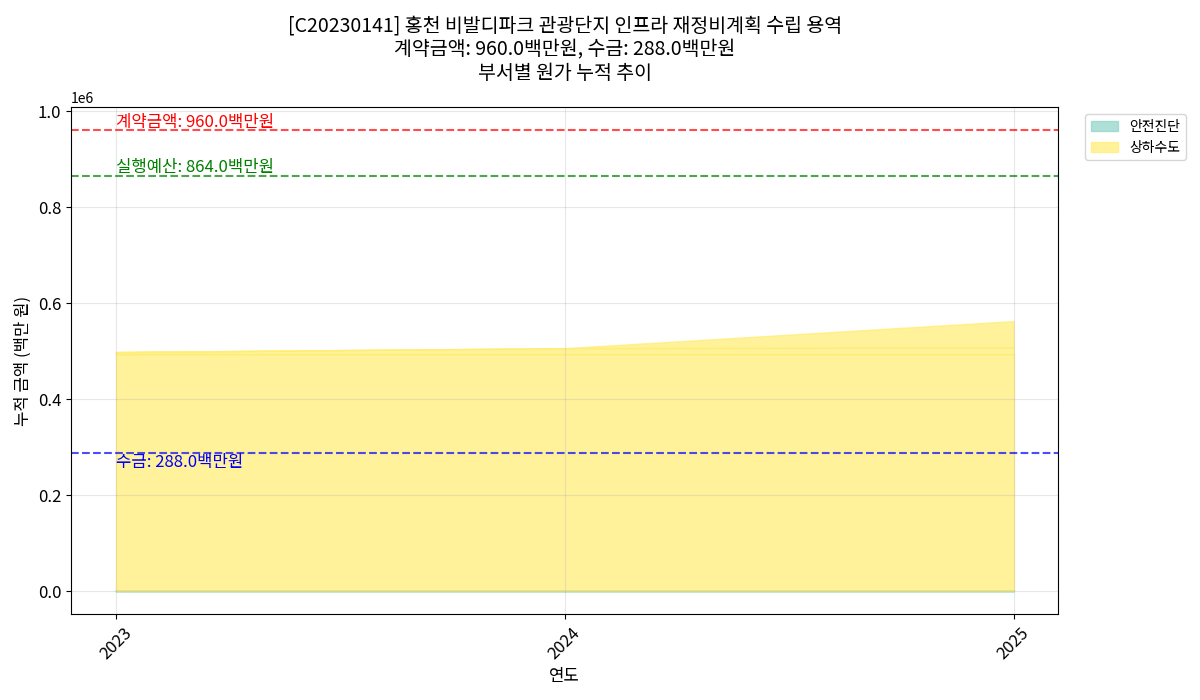 [C20230141] 홍천 비발디파크 관광단지 인프라 재정비계획 수립 용역
계약금액: 960.0백만원, 수금: 288.0백만원
부서별 원가 누적 추이
1e6
1.0
0.8
0.6
0.4
0.2
0.0
누적 금액 (백만 원)
계약금액: 960.0백만원
실행예산: 864.0백만원
수금: 288.0백만원
안전진단
상하수도
2023
2024
2025
연도